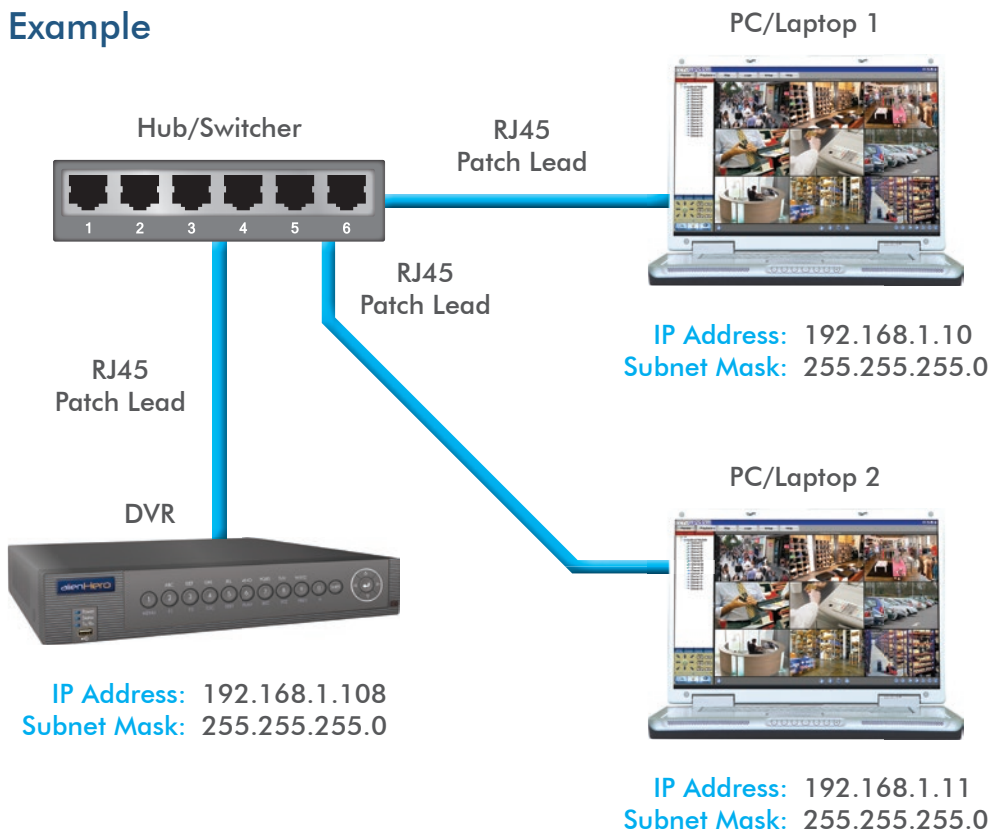 Example
PC/Laptop 1
Hub/Switcher
RJ45
Patch Lead
1 2 3 4 5 6
RJ45
Patch Lead
RJ45
Patch Lead
IP Address: 192.168.1.10
Subnet Mask: 255.255.255.0
DVR
alienHero
PC/Laptop 2
IP Address: 192.168.1.108
Subnet Mask: 255.255.255.0
IP Address: 192.168.1.11
Subnet Mask: 255.255.255.0